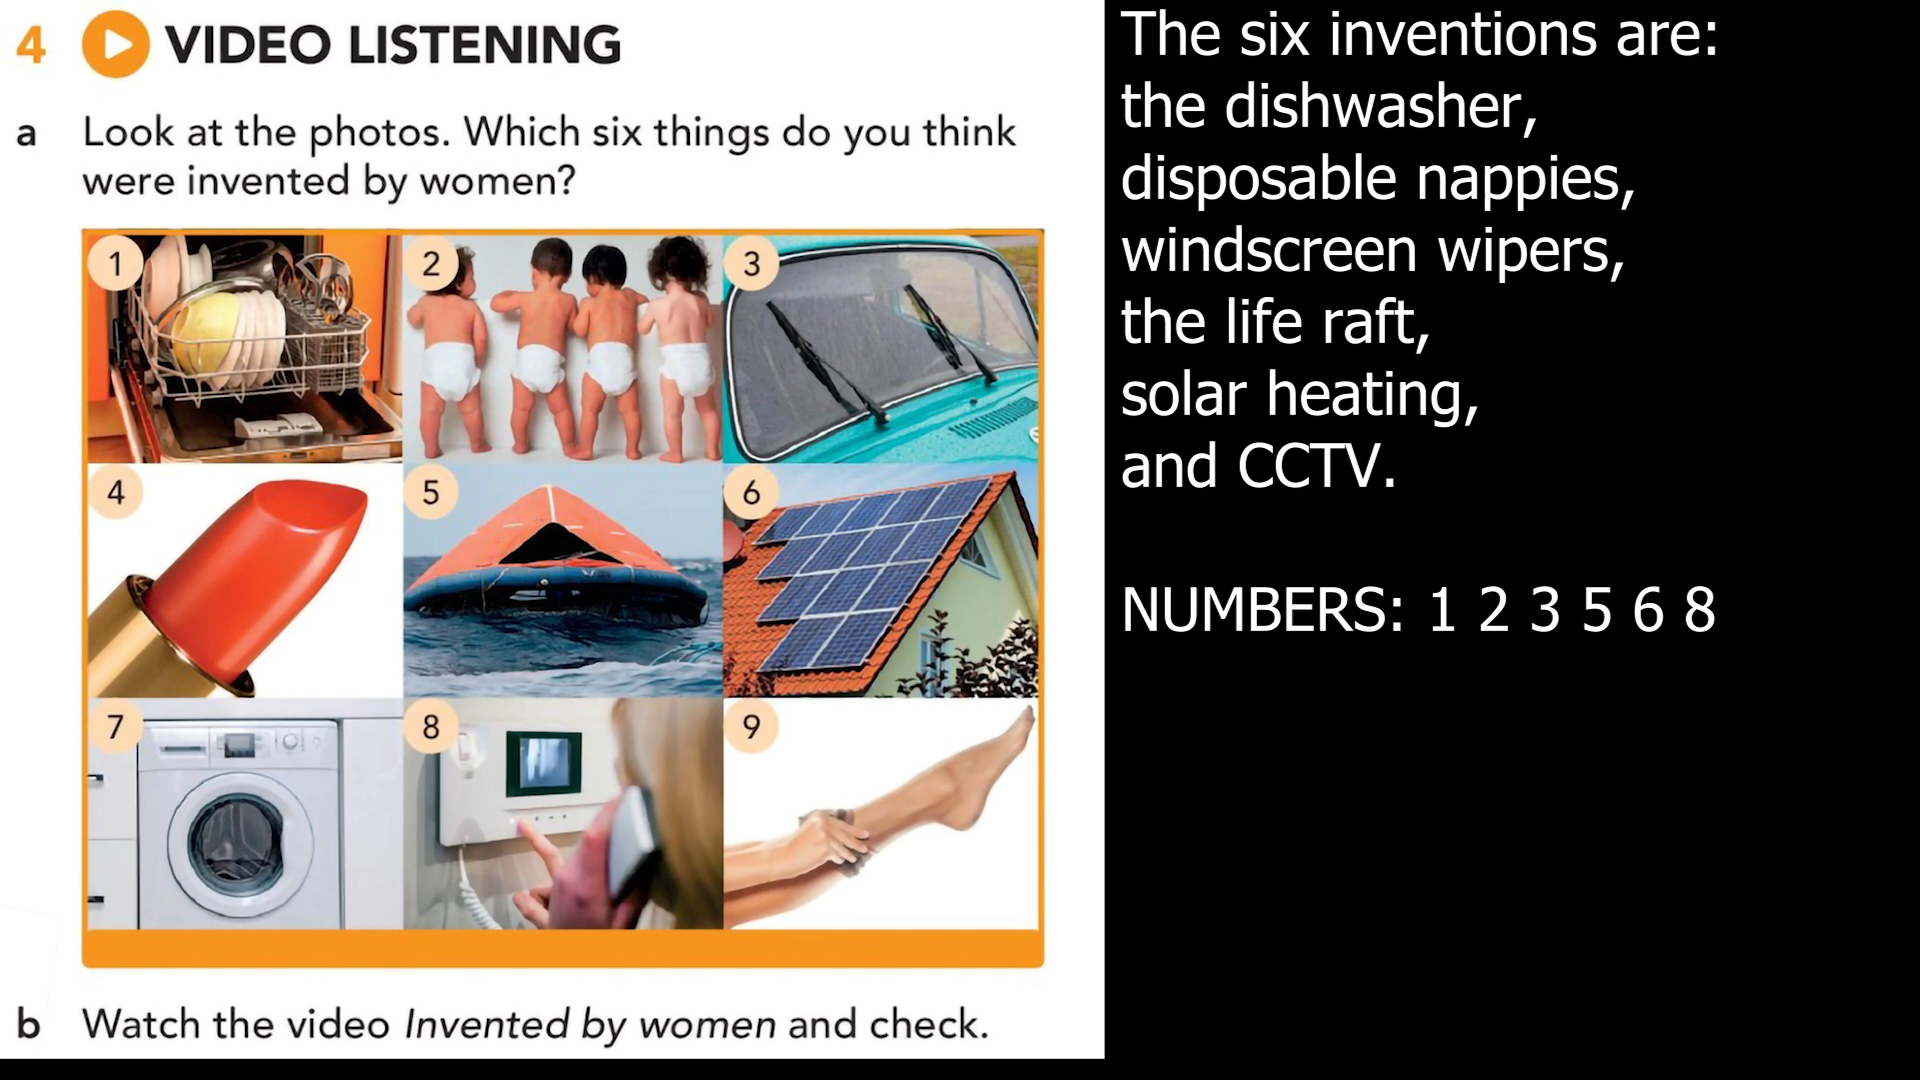 4 VIDEO LISTENING
a Look at the photos. Which six things do you think
were invented by women?
1 2 3
4 5 6
7 8 9
b Watch the video Invented by women and check.
The six inventions are:
the dishwasher,
disposable nappies,
windscreen wipers,
the life raft,
solar heating,
and CCTV.
NUMBERS: 1 2 3 5 6 8